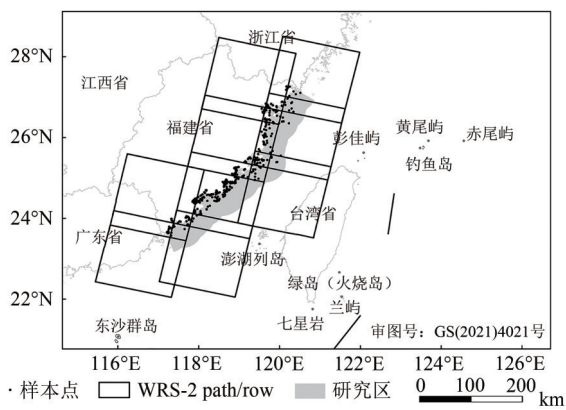 28°N
浙江省
江西省
26°N
福建省
彭佳屿
黄尾屿
赤尾屿
钓鱼岛
24°N
广东省
台湾省
澎湖列岛
22°N
绿岛（火烧岛）
兰屿
七星岩
东沙群岛
审图号：GS(2021)4021号
116°E 118°E 120°E 122°E 124°E 126°E
· 样本点 WRS-2 path/row 研究区 0 100 200 km